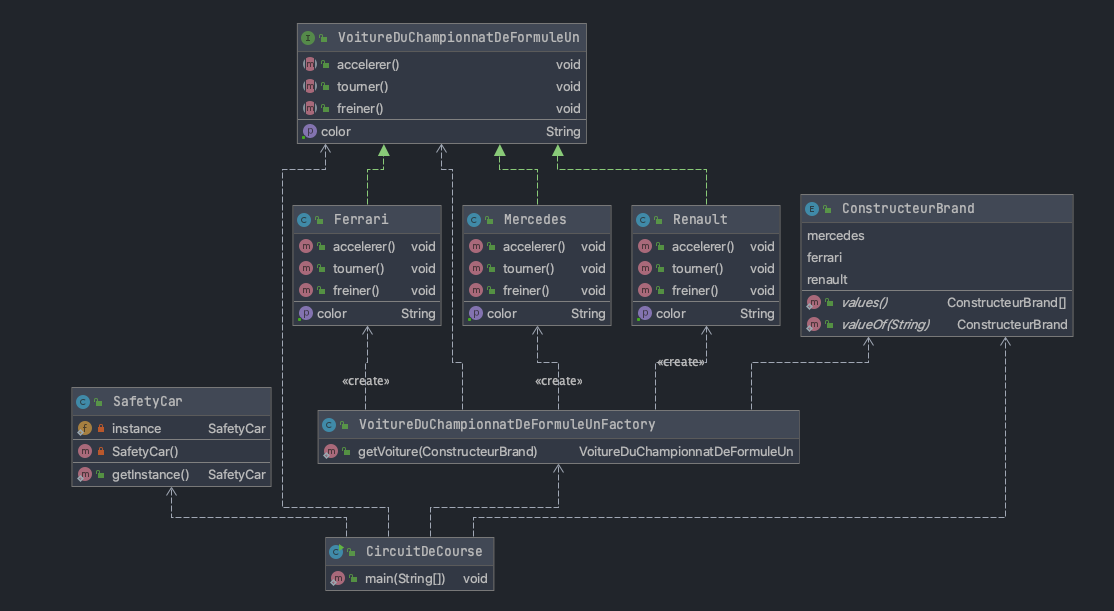 VoitureDuChampionnatDeFormuleUn
accelerer() void
tourner() void
freiner() void
color String
Ferrari
accelerer() void
tourner() void
freiner() void
color String
Mercedes
accelerer() void
tourner() void
freiner() void
color String
Renault
accelerer() void
tourner() void
freiner() void
color String
ConstructeurBrand
mercedes
ferrari
renault
values() ConstructeurBrand[]
valueOf(String) ConstructeurBrand
«create»
«create»
«create»
SafetyCar
instance SafetyCar
SafetyCar()
getInstance() SafetyCar
VoitureDuChampionnatDeFormuleUnFactory
getVoiture(ConstructeurBrand) VoitureDuChampionnatDeFormuleUn
CircuitDeCourse
main(String[]) void